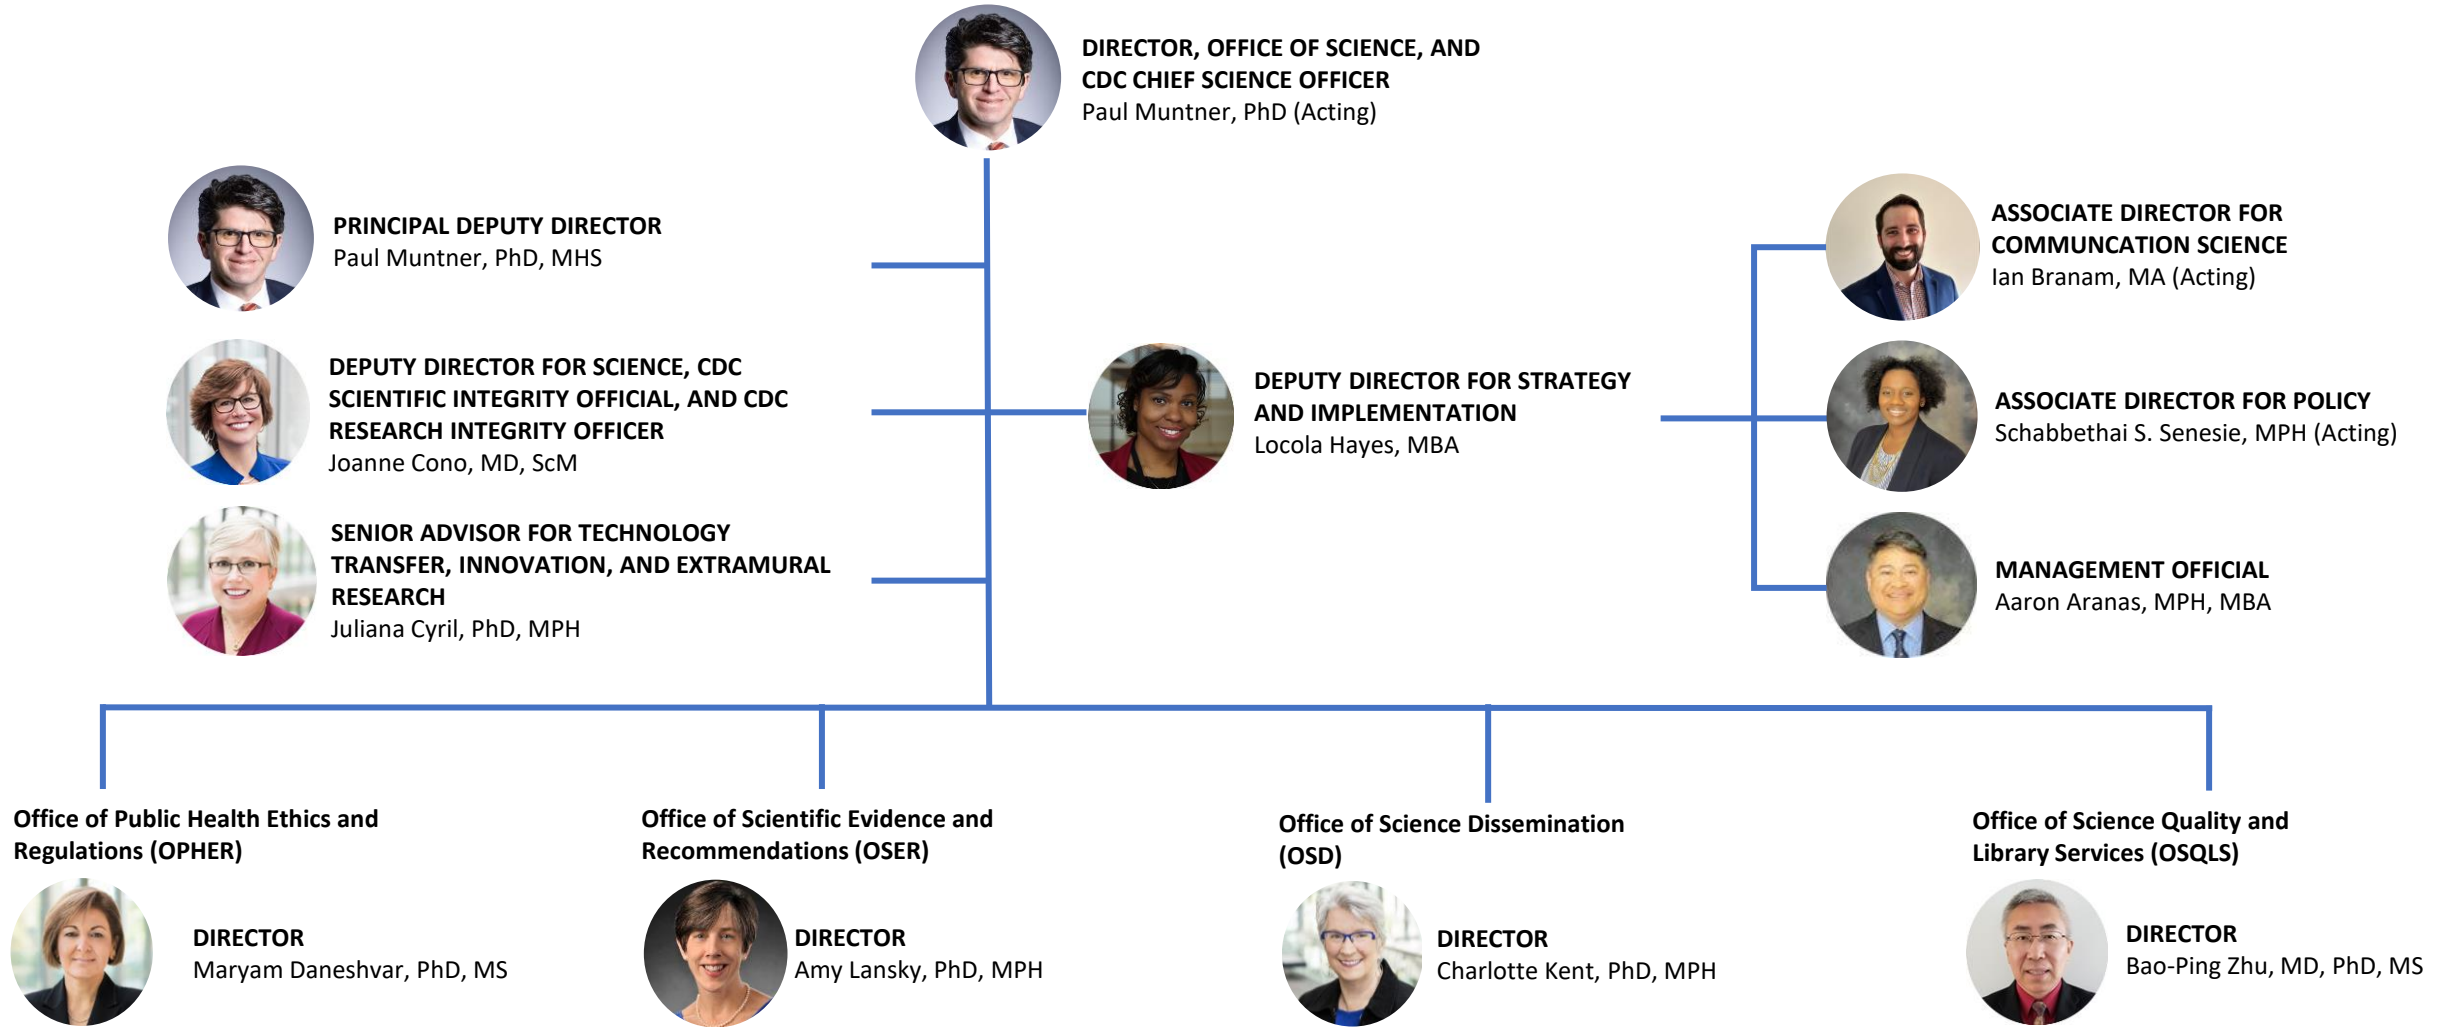 DIRECTOR, OFFICE OF SCIENCE, AND
CDC CHIEF SCIENCE OFFICER
Paul Muntner, PhD (Acting)
PRINCIPAL DEPUTY DIRECTOR
Paul Muntner, PhD, MHS
DEPUTY DIRECTOR FOR SCIENCE, CDC
SCIENTIFIC INTEGRITY OFFICIAL, AND CDC
RESEARCH INTEGRITY OFFICER
Joanne Cono, MD, ScM
SENIOR ADVISOR FOR TECHNOLOGY
TRANSFER, INNOVATION, AND EXTRAMURAL
RESEARCH
Juliana Cyril, PhD, MPH
DEPUTY DIRECTOR FOR STRATEGY
AND IMPLEMENTATION
Locola Hayes, MBA
ASSOCIATE DIRECTOR FOR
COMMUNCATION SCIENCE
Ian Branam, MA (Acting)
ASSOCIATE DIRECTOR FOR POLICY
Schabbethai S. Senesie, MPH (Acting)
MANAGEMENT OFFICIAL
Aaron Aranas, MPH, MBA
Office of Public Health Ethics and
Regulations (OPHER)
DIRECTOR
Maryam Daneshvar, PhD, MS
Office of Scientific Evidence and
Recommendations (OSER)
DIRECTOR
Amy Lansky, PhD, MPH
Office of Science Dissemination
(OSD)
DIRECTOR
Charlotte Kent, PhD, MPH
Office of Science Quality and
Library Services (OSQLS)
DIRECTOR
Bao-Ping Zhu, MD, PhD, MS